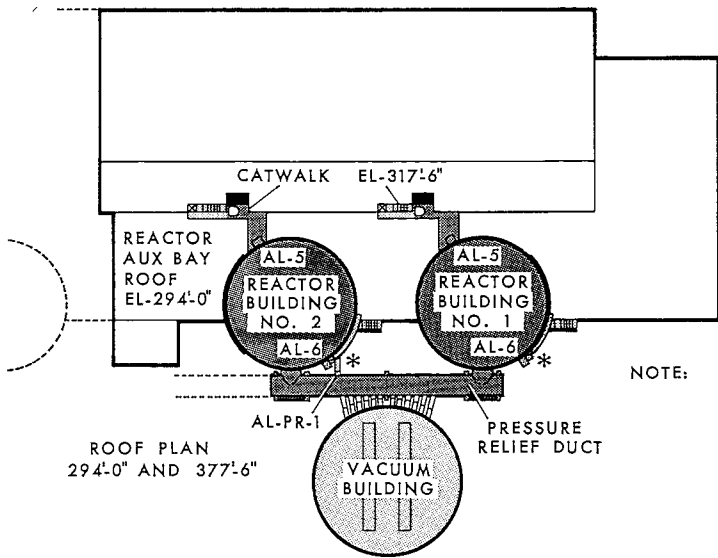 CATWALK
EL-317'-6"
REACTOR
AUX BAY
ROOF
EL-294'-0"
AL-5
REACTOR
BUILDING
NO. 2
AL-6
*
AL-5
REACTOR
BUILDING
NO. 1
AL-6
*
NOTE:
AL-PR-1
PRESSURE
RELIEF DUCT
ROOF PLAN
294'-0" AND 377'-6"
VACUUM
BUILDING